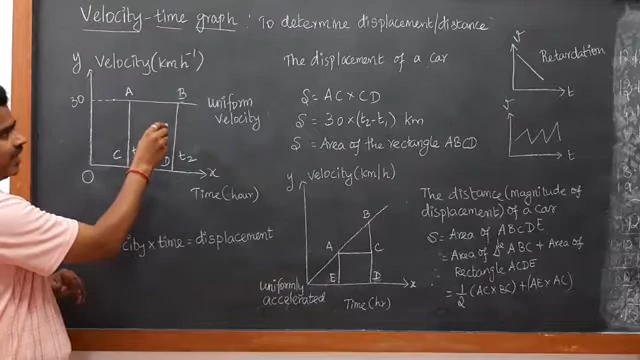 Velocity-time graph: To determine displacement/distance
y Velocity(kmh⁻¹)
30
A B
uniform
velocity
C t₂
O
x
Time(hour)
city×time=displacement
The displacement of a car
S = AC × CD
S = 30×(t₂-t₁) km
S = Area of the rectangle ABCD
v
Retardation
t
v
t
y velocity(km/h)
B
A C
E D
x
uniformly
accelerated
Time(hr)
The distance (magnitude of
displacement) of a car
S = Area of ABCDE
= Area of Δle ABC + Area of
Rectangle ACDE
∴ = 1/2 (AC×BC) + (AE×AC)